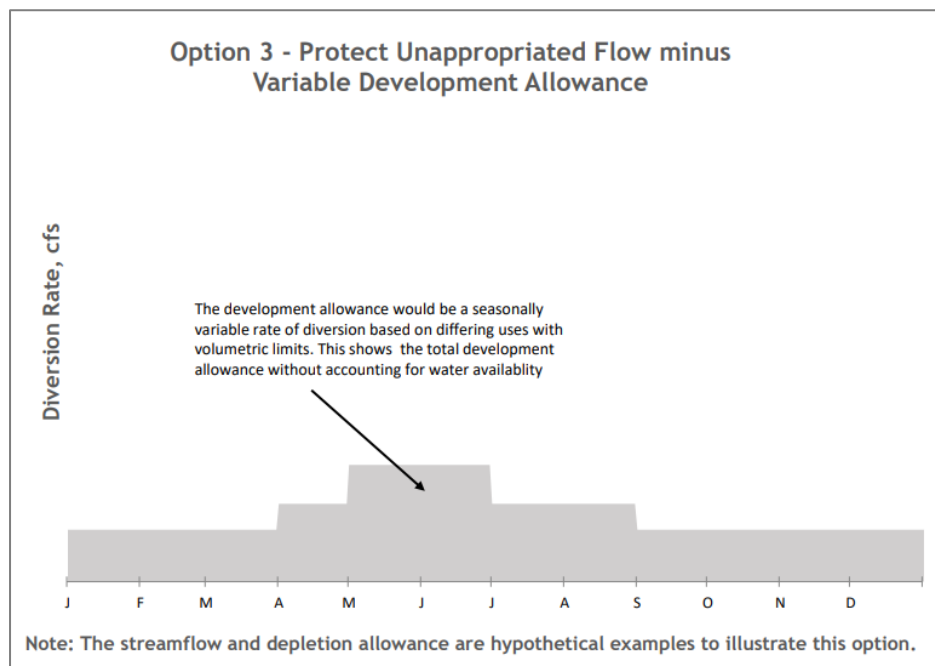 Option 3 - Protect Unappropriated Flow minus
Variable Development Allowance
Diversion Rate, cfs
The development allowance would be a seasonally
variable rate of diversion based on differing uses with
volumetric limits. This shows  the total development
allowance without accounting for water availablity
J F M A M J J A S O N D
Note: The streamflow and depletion allowance are hypothetical examples to illustrate this option.